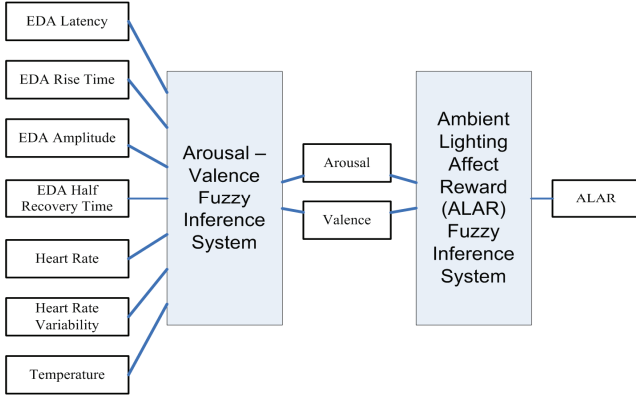 EDA Latency
EDA Rise Time
EDA Amplitude
EDA Half
Recovery Time
Heart Rate
Heart Rate
Variability
Temperature
Arousal –
Valence
Fuzzy
Inference
System
Arousal
Valence
Ambient
Lighting
Affect
Reward
(ALAR)
Fuzzy
Inference
System
ALAR